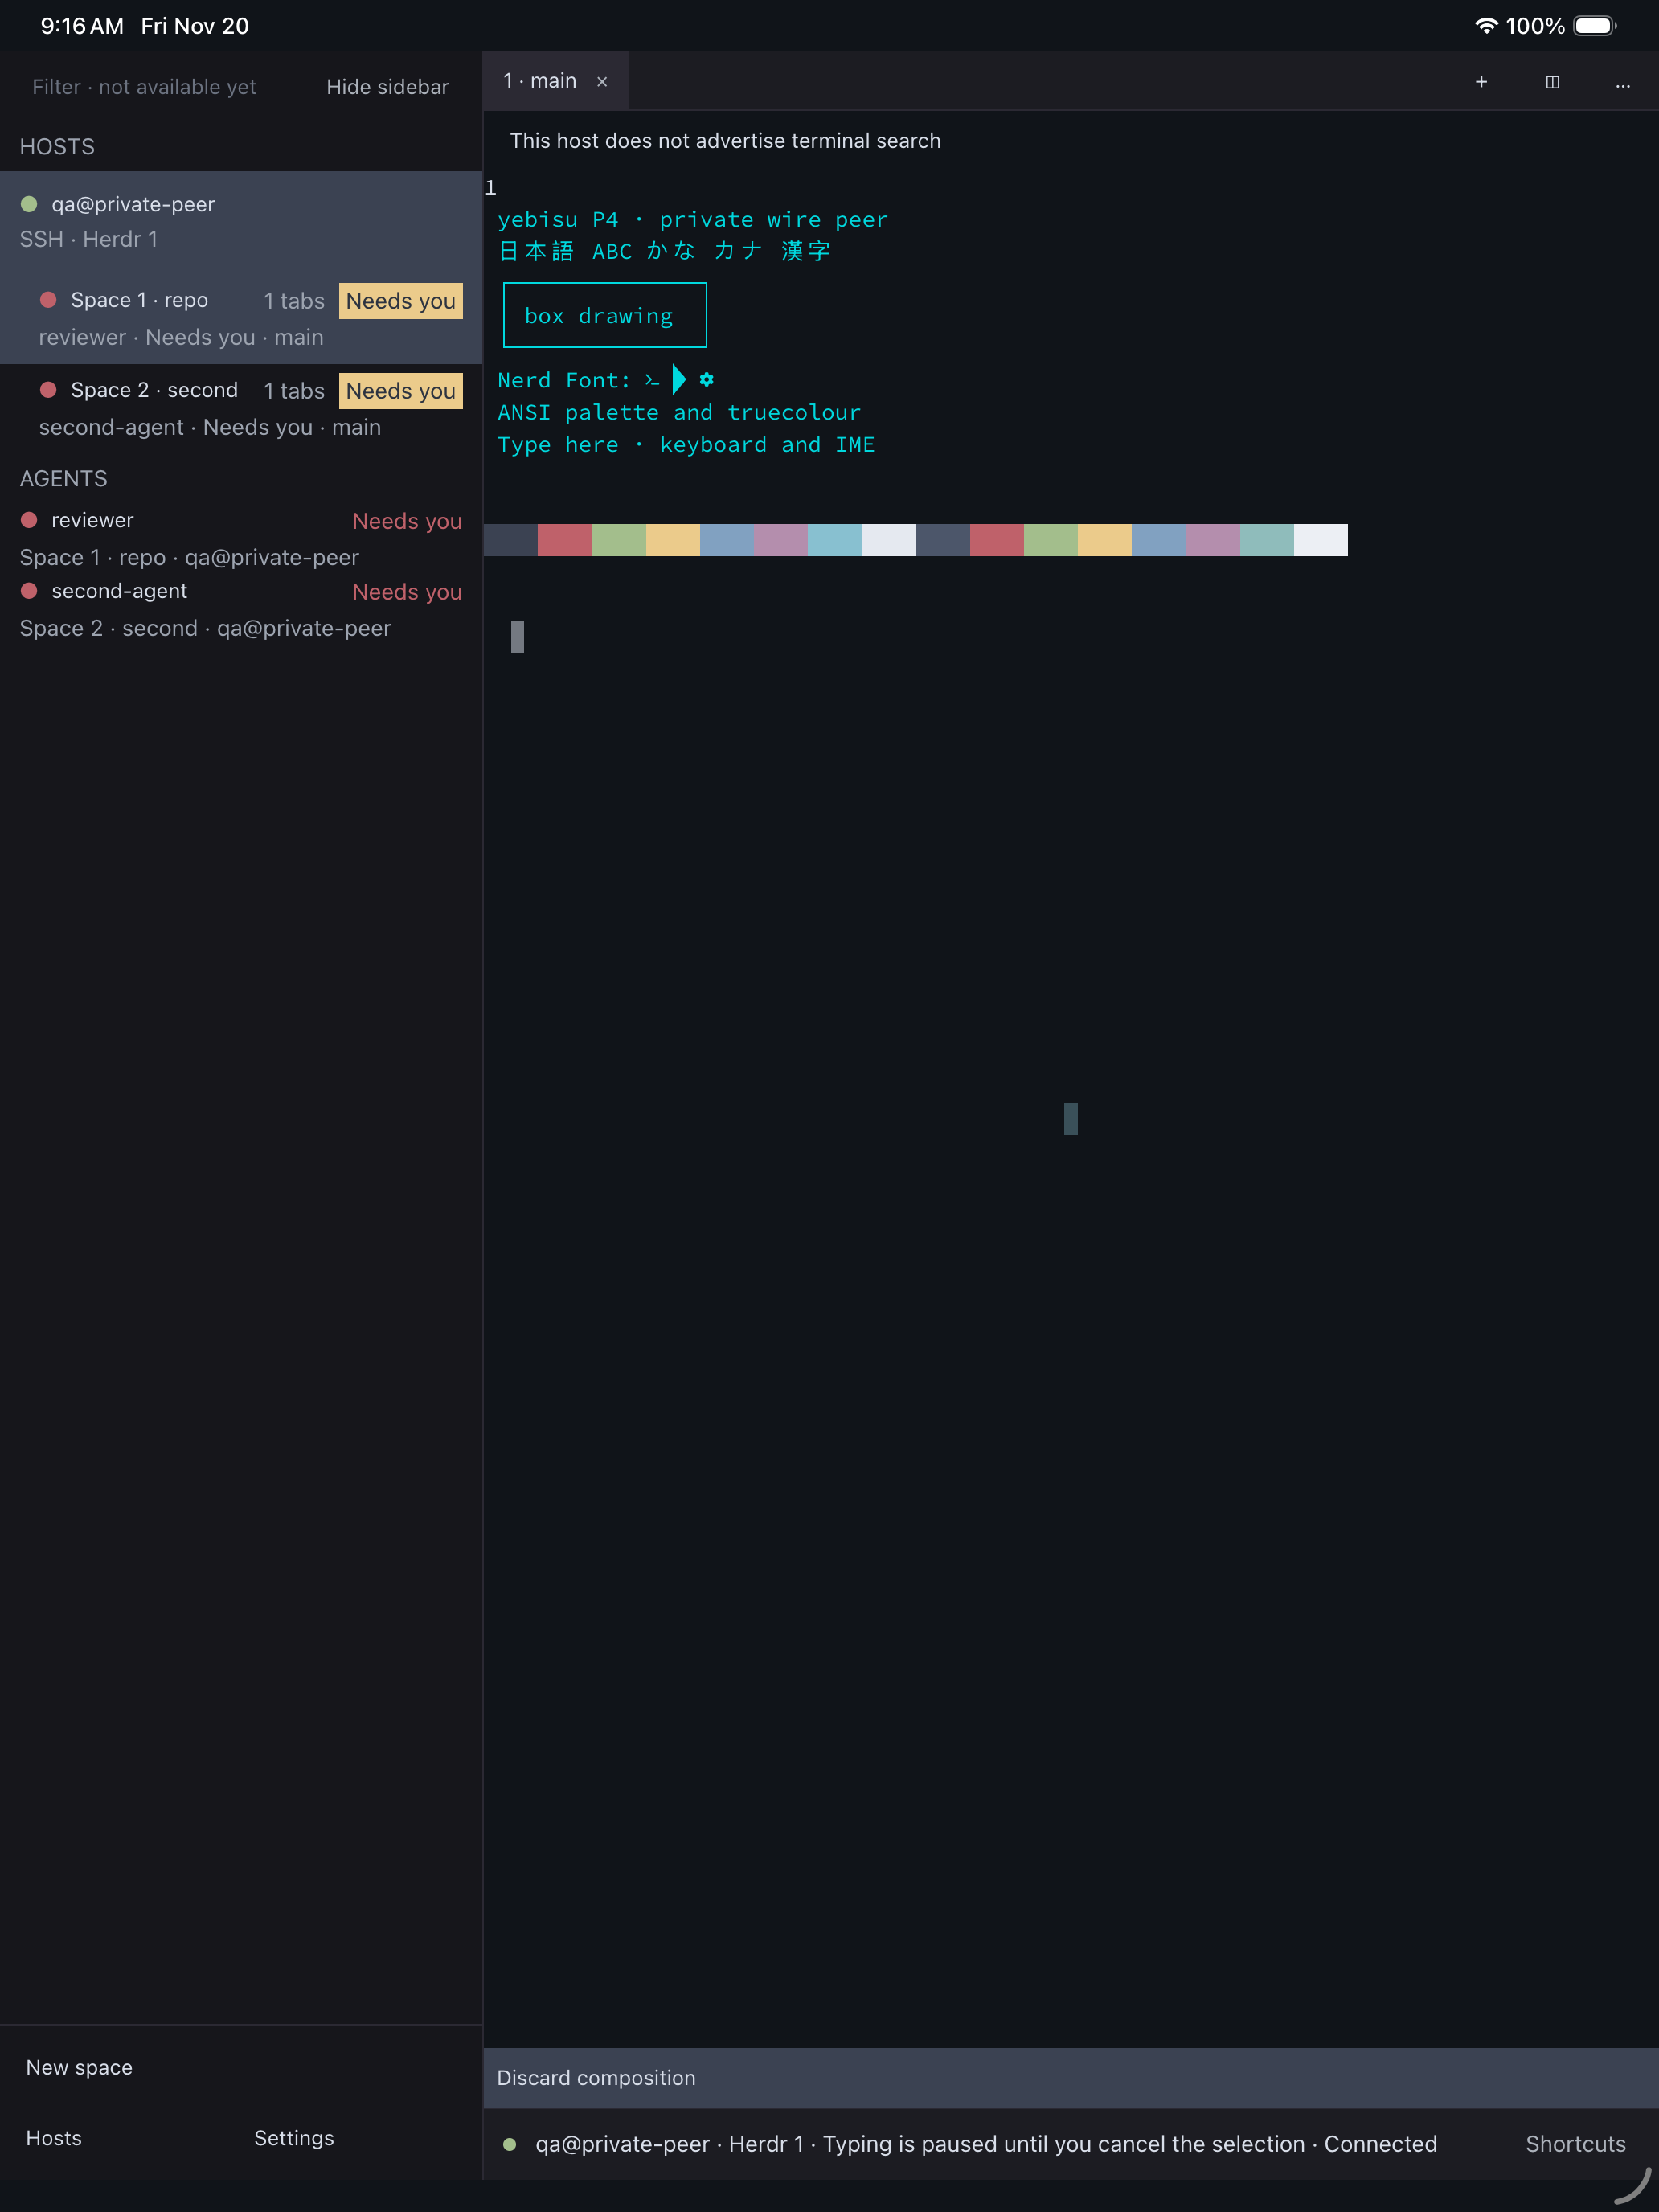 9:16 AM Fri Nov 20
100%
Filter · not available yet
Hide sidebar
HOSTS
qa@private-peer
SSH · Herdr 1
Space 1 · repo 1 tabs Needs you
reviewer · Needs you · main
Space 2 · second 1 tabs Needs you
second-agent · Needs you · main
AGENTS
reviewer Needs you
Space 1 · repo · qa@private-peer
second-agent Needs you
Space 2 · second · qa@private-peer
New space
Hosts Settings
1 · main × + ...
This host does not advertise terminal search
1
yebisu P4 · private wire peer
日本語 ABC かな カナ 漢字
box drawing
Nerd Font: >_
ANSI palette and truecolour
Type here · keyboard and IME
Discard composition
qa@private-peer · Herdr 1 · Typing is paused until you cancel the selection · Connected
Shortcuts